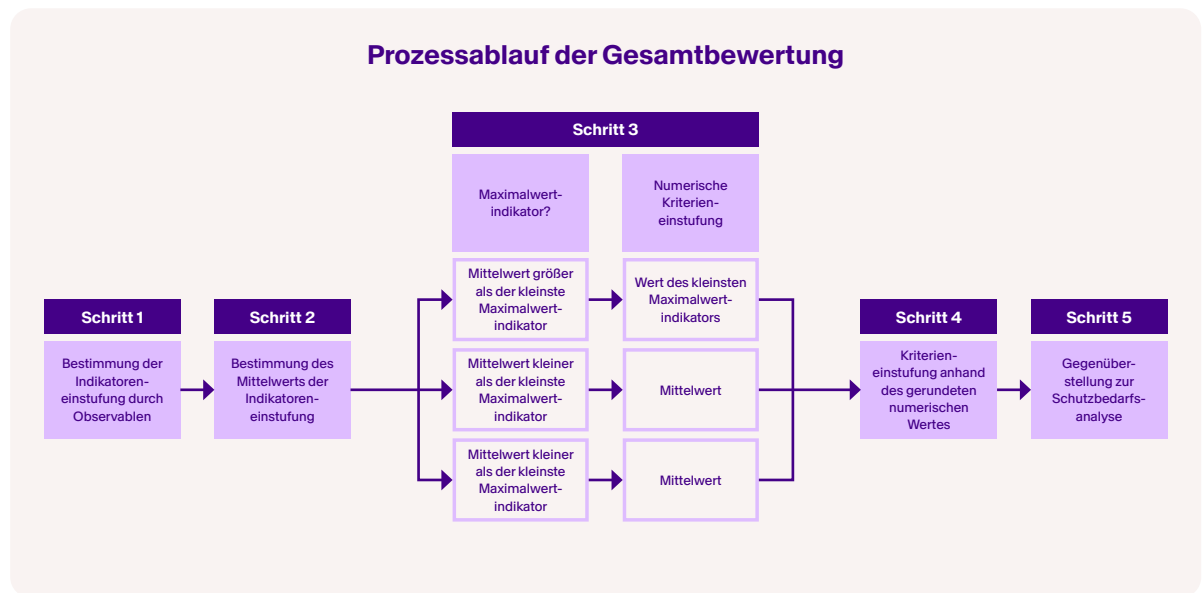 Prozessablauf der Gesamtbewertung
Schritt 1
Bestimmung der
Indikatoren-
einstufung durch
Observablen
Schritt 2
Bestimmung des
Mittelwerts der
Indikatoren-
einstufung
Schritt 3
Maximalwert-
indikator?
Numerische
Kriterien-
einstufung
Mittelwert größer
als der kleinste
Maximalwert-
indikator
Wert des kleinsten
Maximalwert-
indikators
Mittelwert kleiner
als der kleinste
Maximalwert-
indikator
Mittelwert
Mittelwert kleiner
als der kleinste
Maximalwert-
indikator
Mittelwert
Schritt 4
Kriterien-
einstufung anhand
des gerundeten
numerischen
Wertes
Schritt 5
Gegenüber-
stellung zur
Schutzbedarfs-
analyse